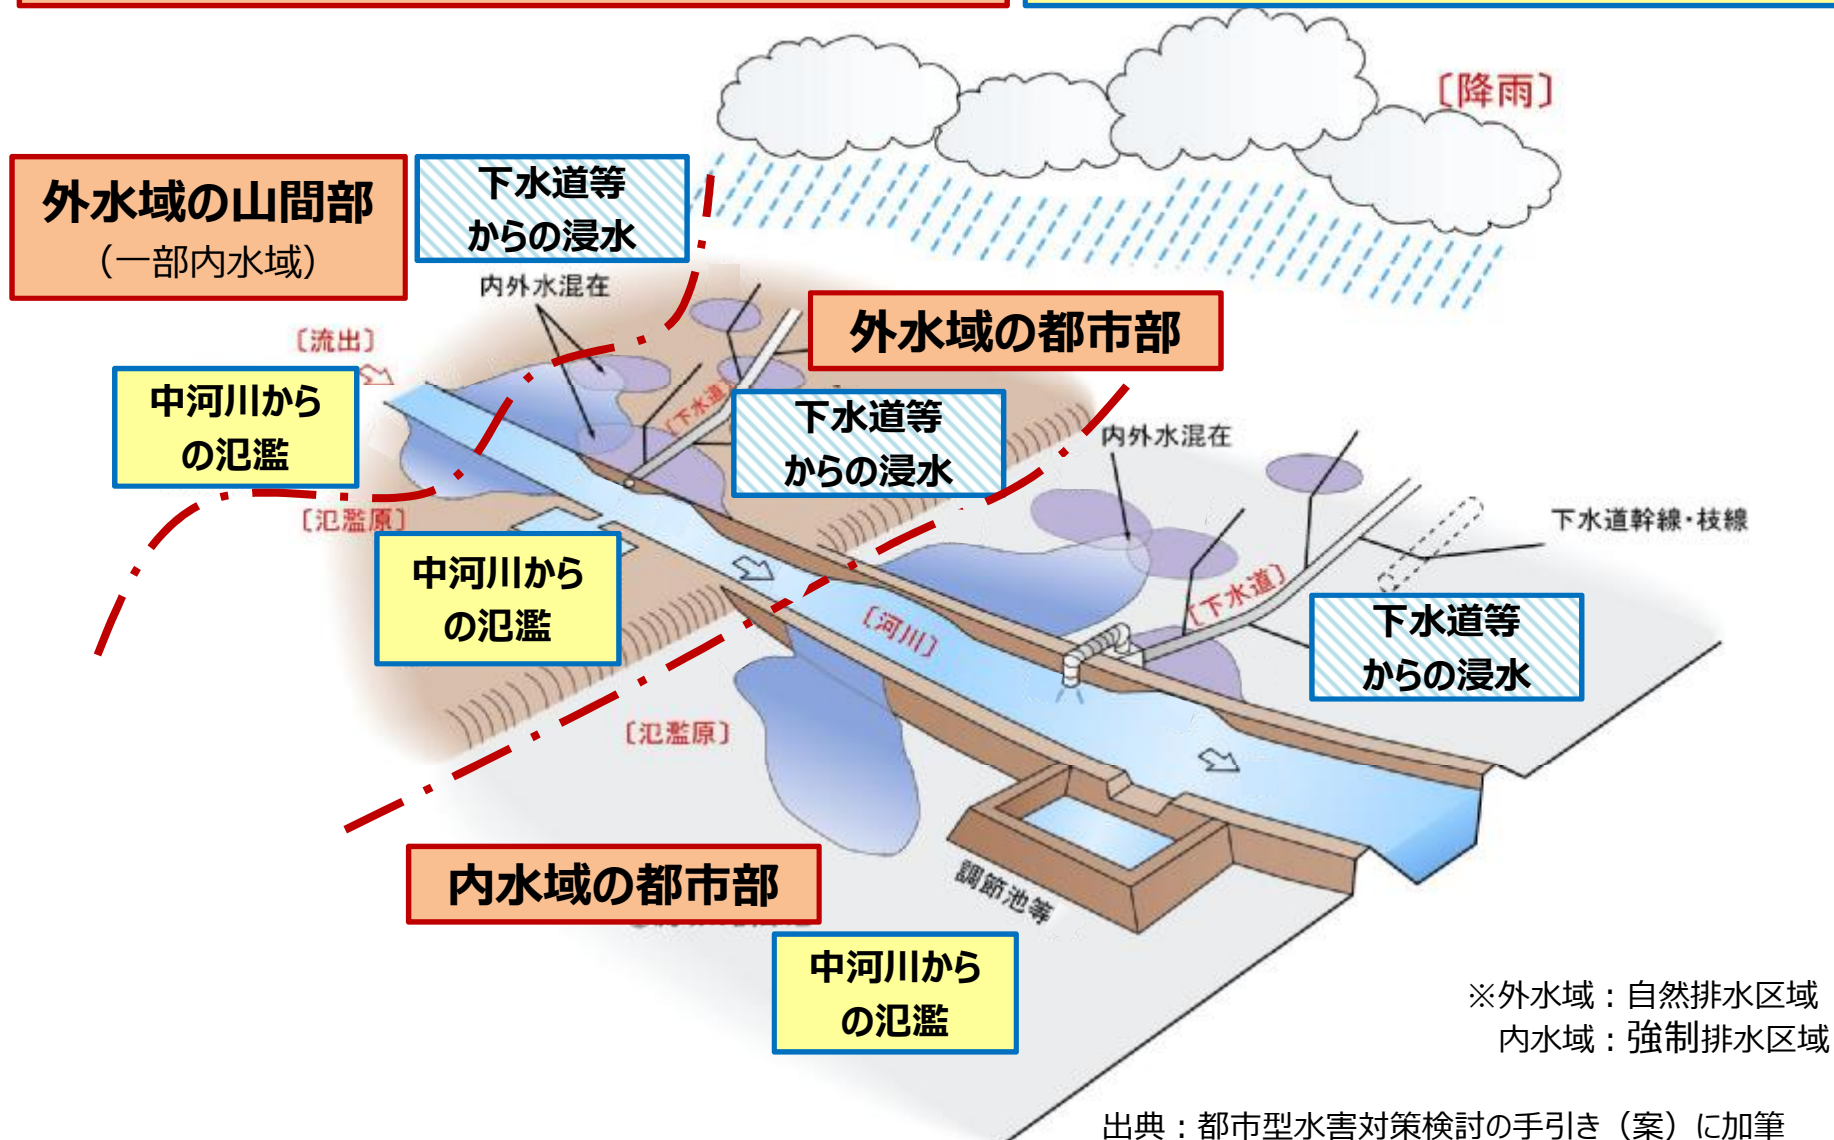 〔降雨〕
外水域の山間部
（一部内水域）
下水道等
からの浸水
内外水混在
〔流出〕
外水域の都市部
中河川から
の氾濫
〔下水道〕
下水道等
からの浸水
内外水混在
〔氾濫原〕
下水道幹線・枝線
中河川から
の氾濫
〔河川〕
〔下水道〕
下水道等
からの浸水
〔氾濫原〕
内水域の都市部
調節池等
中河川から
の氾濫
※外水域：自然排水区域
内水域：強制排水区域
出典：都市型水害対策検討の手引き（案）に加筆